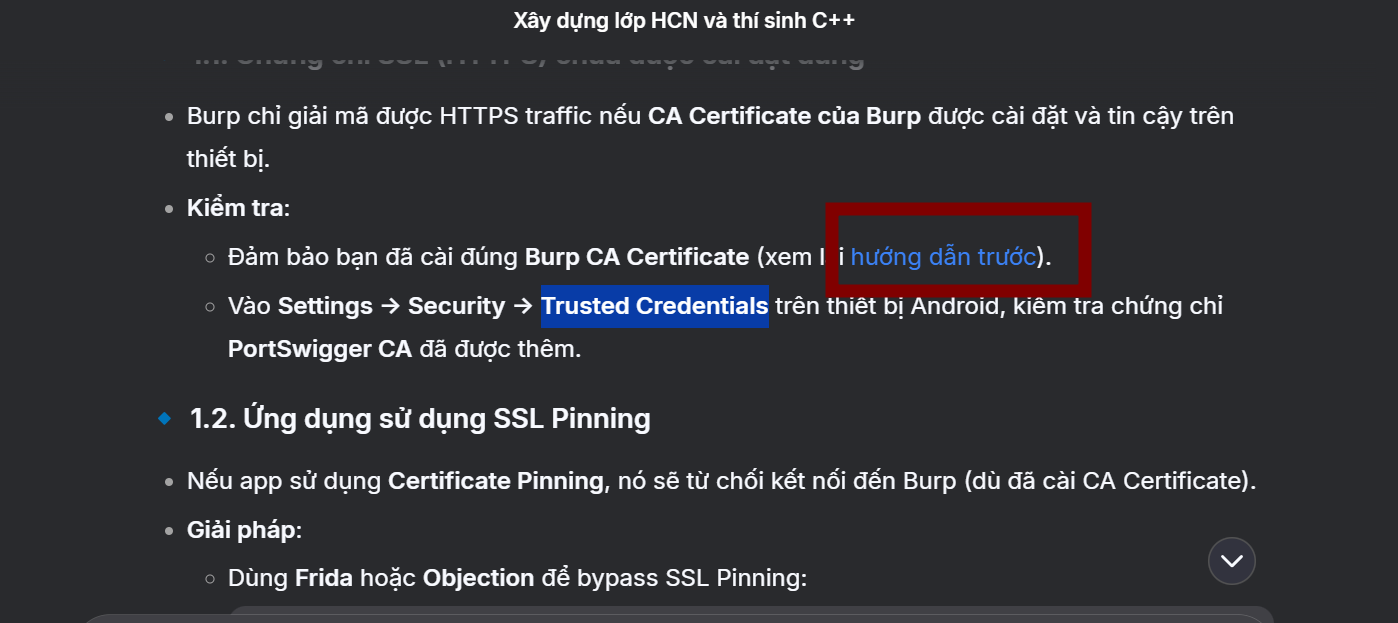 Xây dựng lớp HCN và thí sinh C++
Burp chỉ giải mã được HTTPS traffic nếu CA Certificate của Burp được cài đặt và tin cậy trên
thiết bị.
Kiểm tra:
Đảm bảo bạn đã cài đúng Burp CA Certificate (xem l i hướng dẫn trước).
Vào Settings → Security → Trusted Credentials trên thiết bị Android, kiểm tra chứng chỉ
PortSwigger CA đã được thêm.
1.2. Ứng dụng sử dụng SSL Pinning
Nếu app sử dụng Certificate Pinning, nó sẽ từ chối kết nối đến Burp (dù đã cài CA Certificate).
Giải pháp:
Dùng Frida hoặc Objection để bypass SSL Pinning: